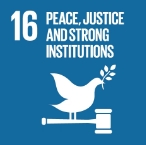 16 PEACE, JUSTICE
AND STRONG
INSTITUTIONS